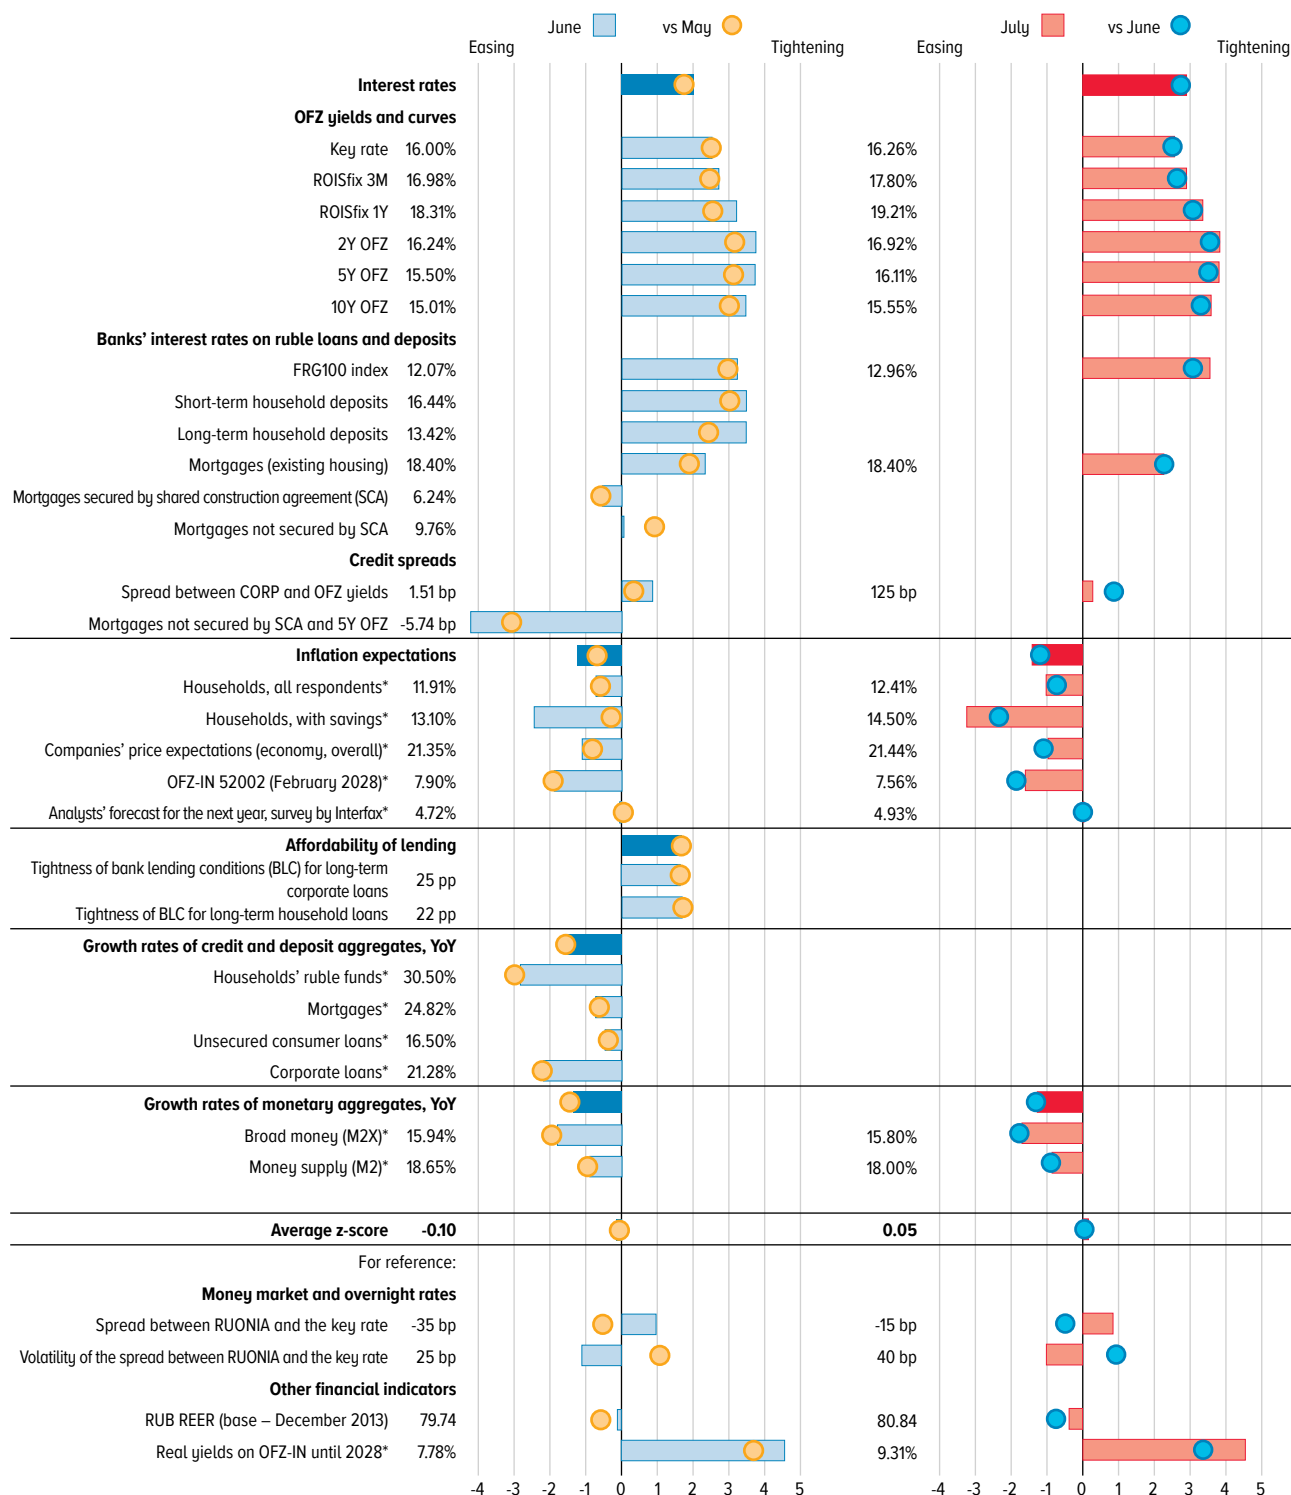 June vs May July vs June
Easing Tightening Easing Tightening
Interest rates
OFZ yields and curves
Key rate 16.00% 16.26%
ROISfix 3M 16.98% 17.80%
ROISfix 1Y 18.31% 19.21%
2Y OFZ 16.24% 16.92%
5Y OFZ 15.50% 16.11%
10Y OFZ 15.01% 15.55%
Banks’ interest rates on ruble loans and deposits
FRG100 index 12.07% 12.96%
Short-term household deposits 16.44%
Long-term household deposits 13.42%
Mortgages (existing housing) 18.40% 18.40%
Mortgages secured by shared construction agreement (SCA) 6.24%
Mortgages not secured by SCA 9.76%
Credit spreads
Spread between CORP and OFZ yields 1.51 bp 125 bp
Mortgages not secured by SCA and 5Y OFZ -5.74 bp
Inflation expectations
Households, all respondents* 11.91% 12.41%
Households, with savings* 13.10% 14.50%
Companies’ price expectations (economy, overall)* 21.35% 21.44%
OFZ-IN 52002 (February 2028)* 7.90% 7.56%
Analysts’ forecast for the next year, survey by Interfax* 4.72% 4.93%
Affordability of lending
Tightness of bank lending conditions (BLC) for long-term
corporate loans 25 pp
Tightness of BLC for long-term household loans 22 pp
Growth rates of credit and deposit aggregates, YoY
Households’ ruble funds* 30.50%
Mortgages* 24.82%
Unsecured consumer loans* 16.50%
Corporate loans* 21.28%
Growth rates of monetary aggregates, YoY
Broad money (M2X)* 15.94% 15.80%
Money supply (M2)* 18.65% 18.00%
Average z-score -0.10 0.05
For reference:
Money market and overnight rates
Spread between RUONIA and the key rate -35 bp -15 bp
Volatility of the spread between RUONIA and the key rate 25 bp 40 bp
Other financial indicators
RUB REER (base – December 2013) 79.74 80.84
Real yields on OFZ-IN until 2028* 7.78% 9.31%
-4 -3 -2 -1 0 1 2 3 4 5 -4 -3 -2 -1 0 1 2 3 4 5